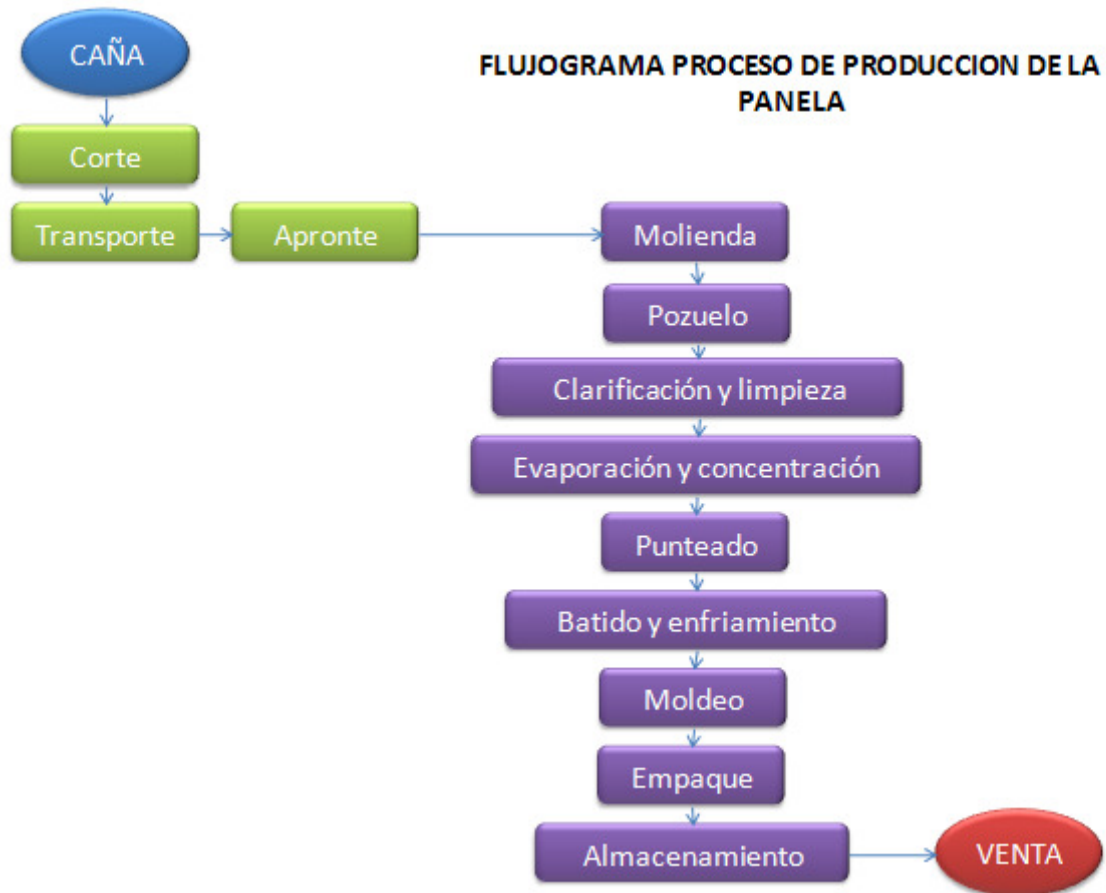 CAÑA
FLUJOGRAMA PROCESO DE PRODUCCION DE LA
PANELA
Corte
Transporte
Apronte
Molienda
Pozuelo
Clarificación y limpieza
Evaporación y concentración
Punteado
Batido y enfriamiento
Moldeo
Empaque
Almacenamiento
VENTA